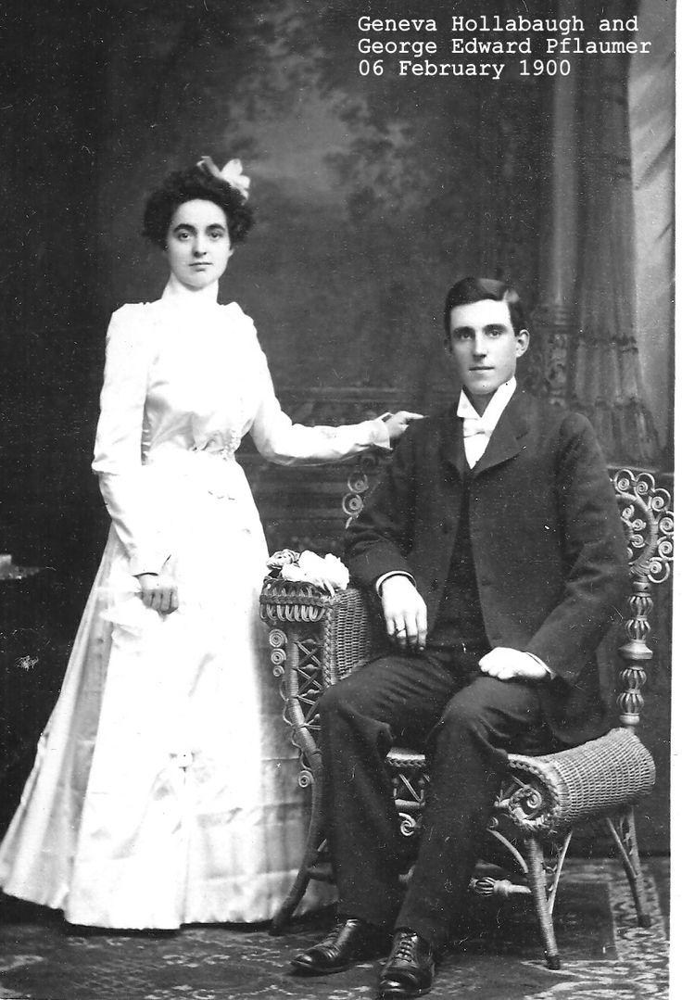 Geneva Hollabaugh and
George Edward Pflaumer
06 February 1900